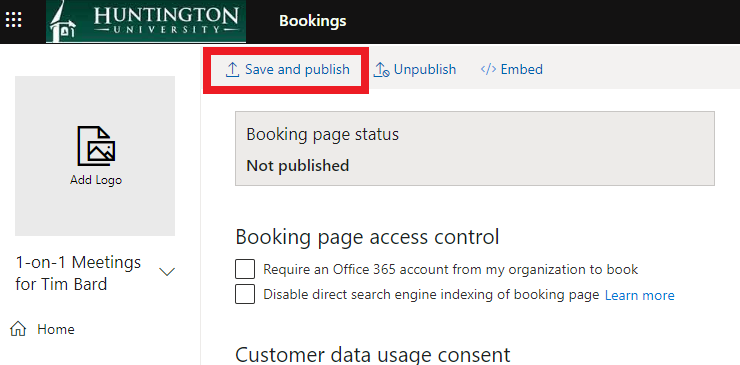 HUNTINGTON
UNIVERSITY
Bookings
Save and publish
Unpublish
</> Embed
Add Logo
Booking page status
Not published
1-on-1 Meetings
for Tim Bard
Home
Booking page access control
Require an Office 365 account from my organization to book
Disable direct search engine indexing of booking page Learn more
Customer data usage consent